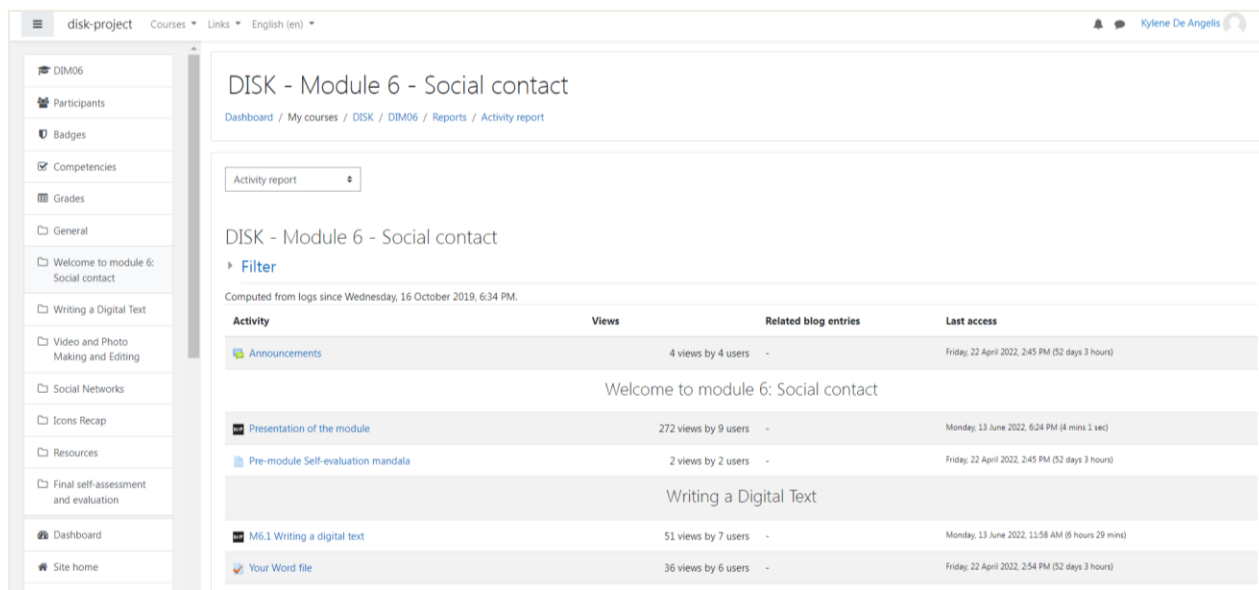 disk-project Courses Links English (en) Kylene De Angelis
DIM06
Participants
Badges
Competencies
Grades
General
Welcome to module 6:
Social contact
Writing a Digital Text
Video and Photo
Making and Editing
Social Networks
Icons Recap
Resources
Final self-assessment
and evaluation
Dashboard
Site home
DISK - Module 6 - Social contact
Dashboard / My courses / DISK / DIM06 / Reports / Activity report
Activity report
DISK - Module 6 - Social contact
Filter
Computed from logs since Wednesday, 16 October 2019, 6:34 PM.
Activity Views Related blog entries Last access
Announcements 4 views by 4 users - Friday, 22 April 2022, 2:45 PM (52 days 3 hours)
Welcome to module 6: Social contact
Presentation of the module 272 views by 9 users - Monday, 13 June 2022, 6:24 PM (4 mins 1 sec)
Pre-module Self-evaluation mandala 2 views by 2 users - Friday, 22 April 2022, 2:45 PM (52 days 3 hours)
Writing a Digital Text
M6.1 Writing a digital text 51 views by 7 users - Monday, 13 June 2022, 11:58 AM (6 hours 29 mins)
Your Word file 36 views by 6 users - Friday, 22 April 2022, 2:54 PM (52 days 3 hours)